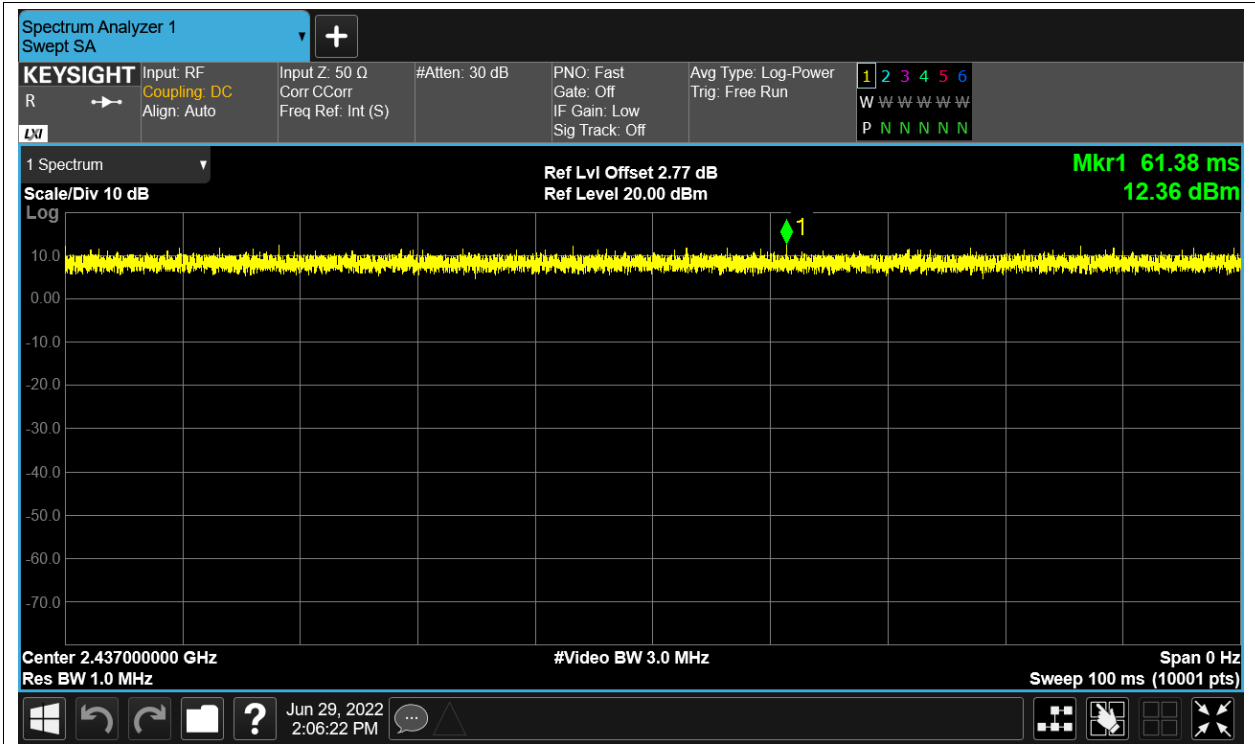 Spectrum Analyzer 1
Swept SA
KEYSIGHT
R
LXI
Input: RF
Coupling: DC
Align: Auto
Input Z: 50 Ω
Corr CCorr
Freq Ref: Int (S)
#Atten: 30 dB
PNO: Fast
Gate: Off
IF Gain: Low
Sig Track: Off
Avg Type: Log-Power
Trig: Free Run
1 2 3 4 5 6
W W W W W W
P N N N N N
1 Spectrum
Scale/Div 10 dB
Log
Ref Lvl Offset 2.77 dB
Ref Level 20.00 dBm
Mkr1 61.38 ms
12.36 dBm
1
10.0
0.00
-10.0
-20.0
-30.0
-40.0
-50.0
-60.0
-70.0
Center 2.437000000 GHz
Res BW 1.0 MHz
#Video BW 3.0 MHz
Span 0 Hz
Sweep 100 ms (10001 pts)
?
Jun 29, 2022
2:06:22 PM